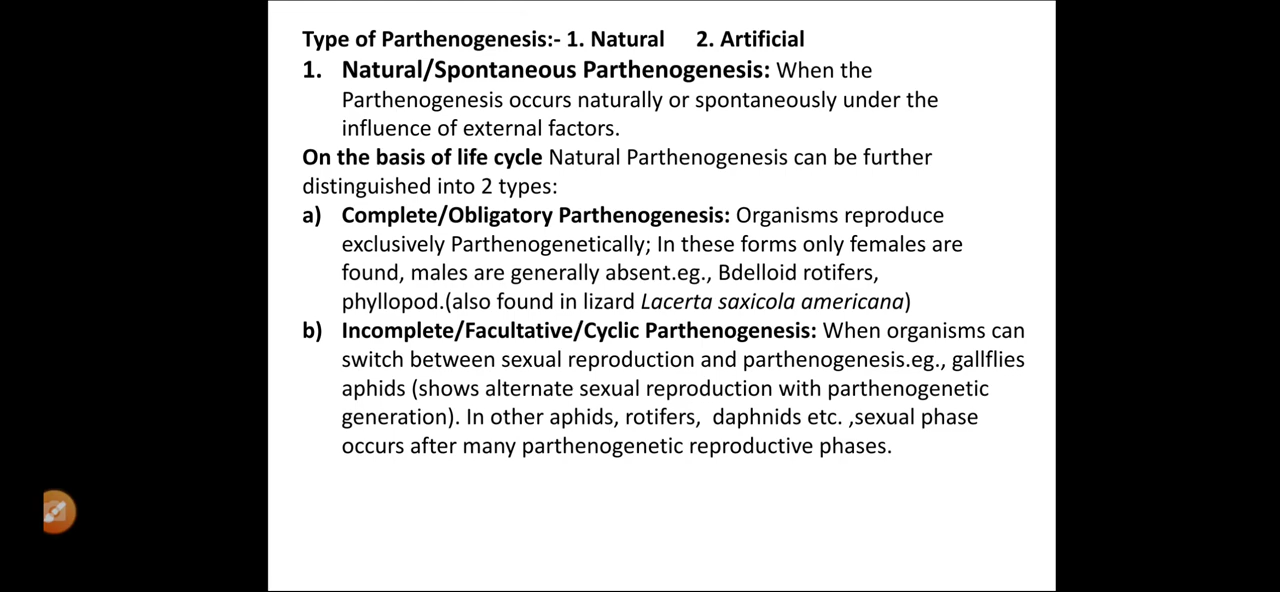 Type of Parthenogenesis:- 1. Natural 2. Artificial
1. Natural/Spontaneous Parthenogenesis: When the
Parthenogenesis occurs naturally or spontaneously under the
influence of external factors.
On the basis of life cycle Natural Parthenogenesis can be further
distinguished into 2 types:
a) Complete/Obligatory Parthenogenesis: Organisms reproduce
exclusively Parthenogenetically; In these forms only females are
found, males are generally absent.eg., Bdelloid rotifers,
phyllopod.(also found in lizard Lacerta saxicola americana)
b) Incomplete/Facultative/Cyclic Parthenogenesis: When organisms can
switch between sexual reproduction and parthenogenesis.eg., gallflies
aphids (shows alternate sexual reproduction with parthenogenetic
generation). In other aphids, rotifers, daphnids etc. ,sexual phase
occurs after many parthenogenetic reproductive phases.